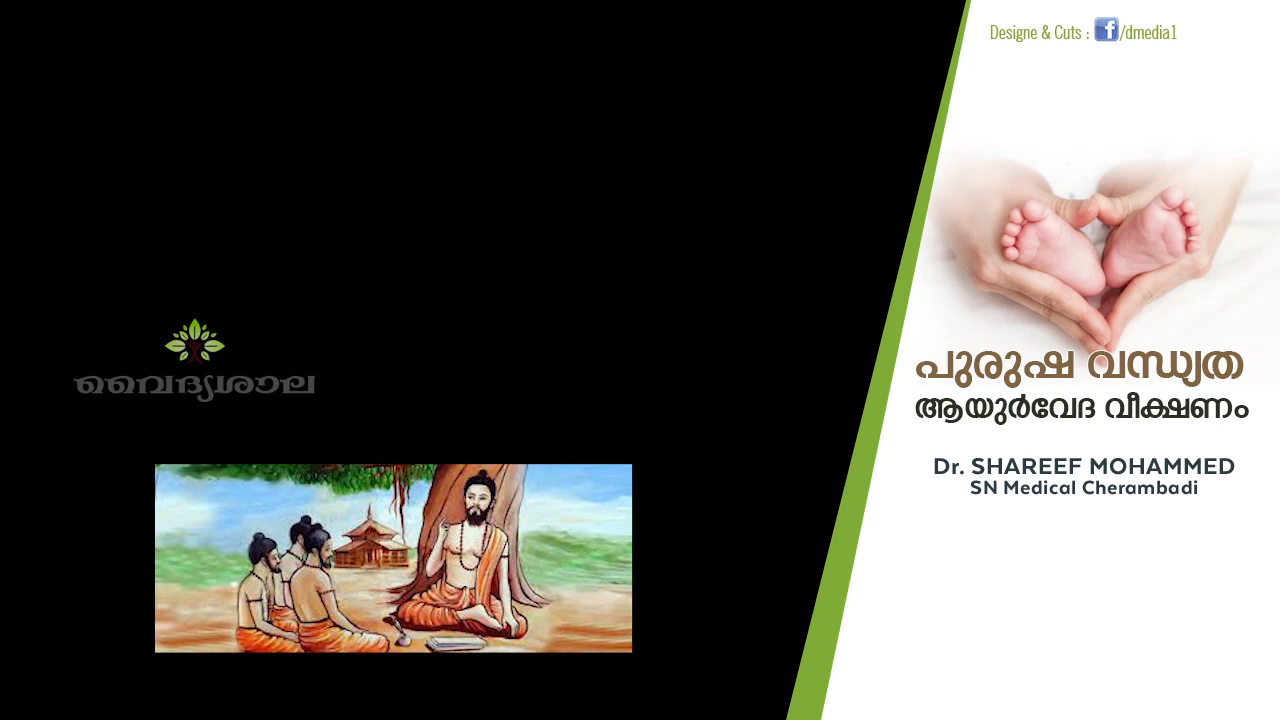 Designe & Cuts : f/dmedia1
വൈദ്യശാല
പുരുഷ വന്ധ്യത
ആയുർവേദ വീക്ഷണം
Dr. SHAREEF MOHAMMED
SN Medical Cherambadi